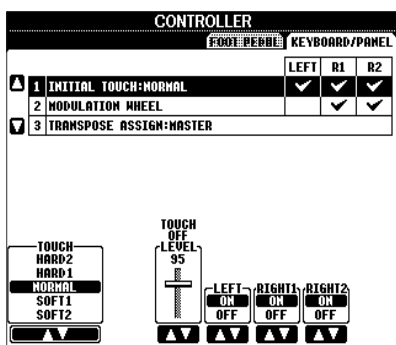 CONTROLLER
FOOT PEDAL KEYBOARD/PANEL
LEFT R1 R2
1 INITIAL TOUCH:NORMAL
2 MODULATION WHEEL
3 TRANSPOSE ASSIGN:MASTER
TOUCH
HARD2
HARD1
NORMAL
SOFT1
SOFT2
TOUCH
OFF
LEVEL
95
LEFT
ON
OFF
RIGHT1
ON
OFF
RIGHT2
ON
OFF